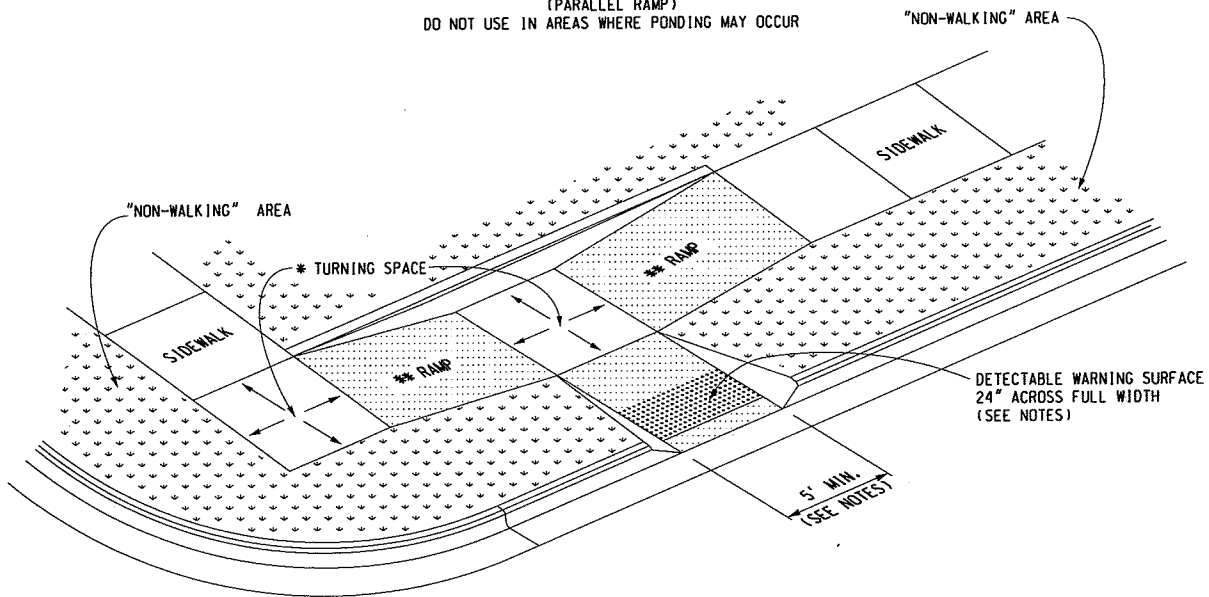 (PARALLEL RAMP)
DO NOT USE IN AREAS WHERE PONDING MAY OCCUR
"NON-WALKING" AREA
SIDEWALK
"NON-WALKING" AREA
* TURNING SPACE
** RAMP
SIDEWALK
** RAMP
DETECTABLE WARNING SURFACE
24" ACROSS FULL WIDTH
(SEE NOTES)
5' MIN.
(SEE NOTES)